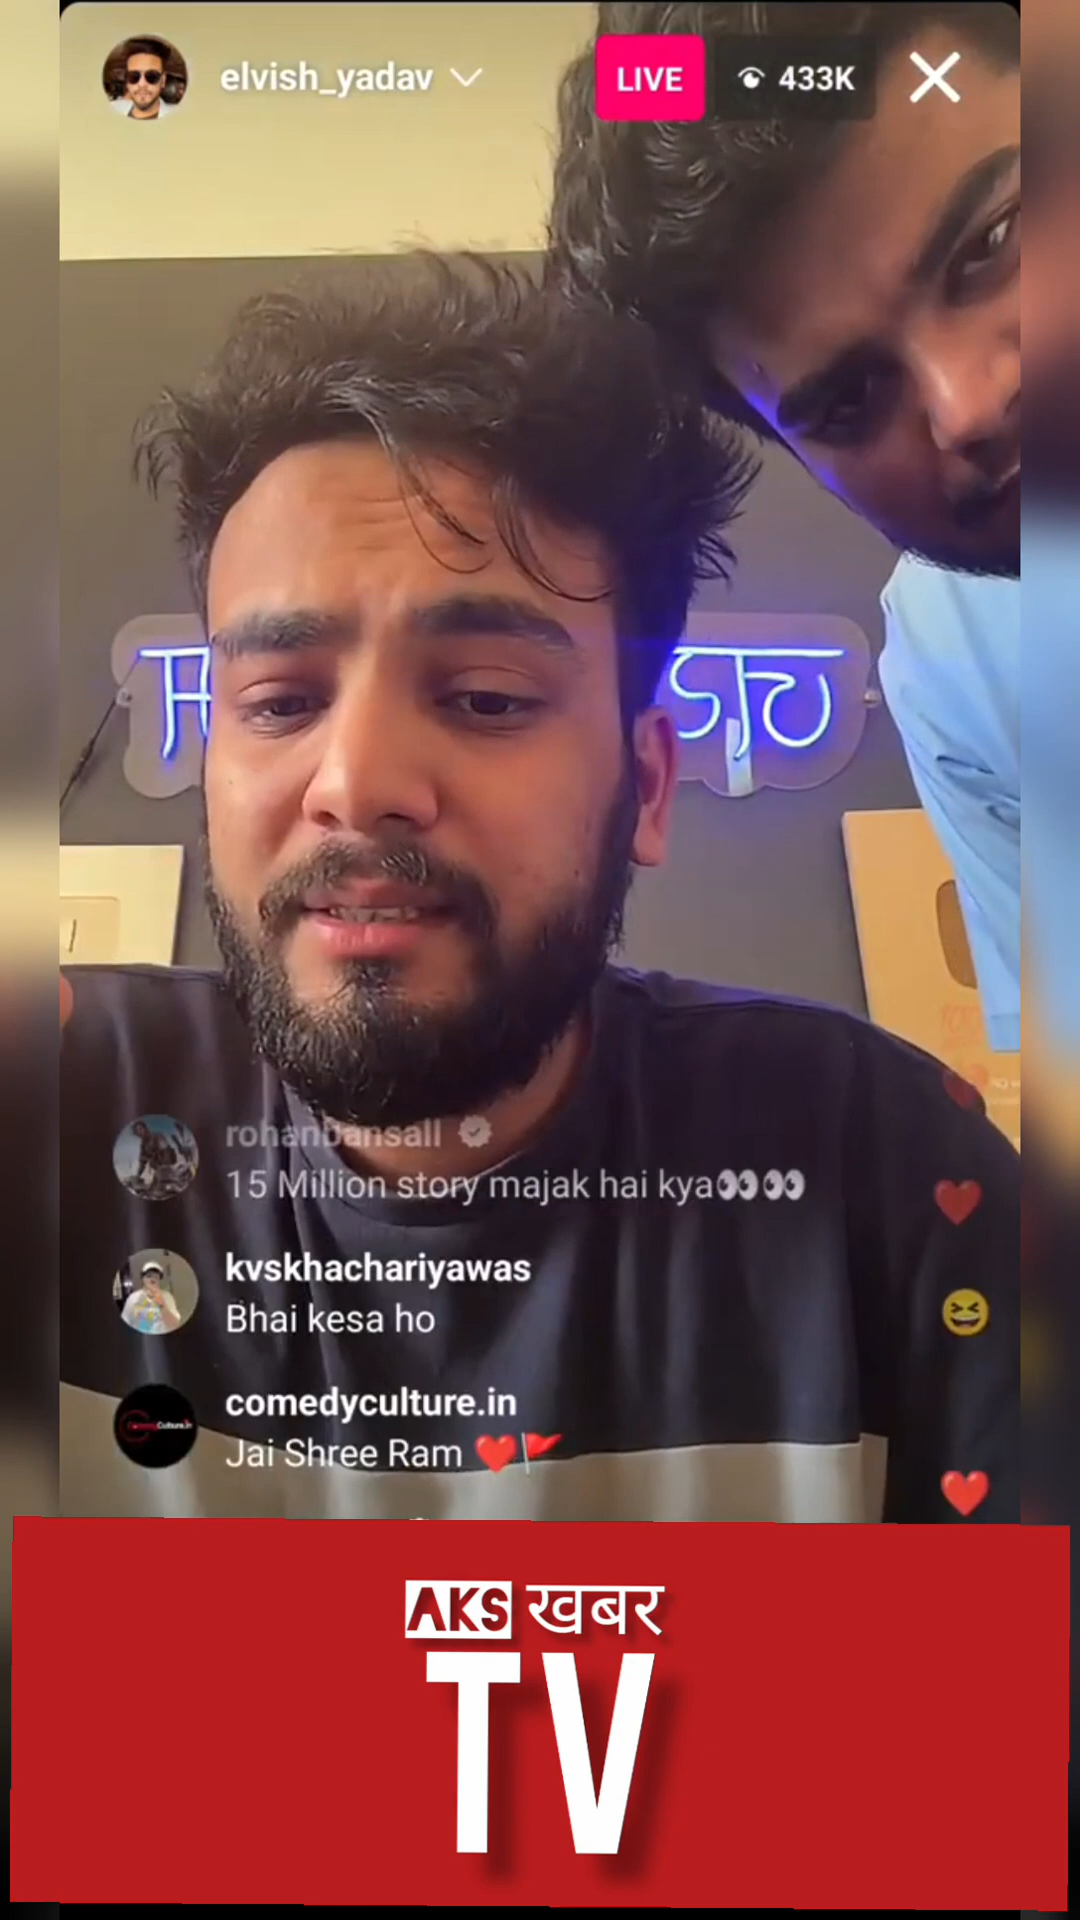 elvish_yadav
LIVE
433K
rohanbansall
15 Million story majak hai kya👀👀
kvskhachariyawas
Bhai kesa ho
comedyculture.in
Jai Shree Ram ❤️🚩
AKS खबर
TV